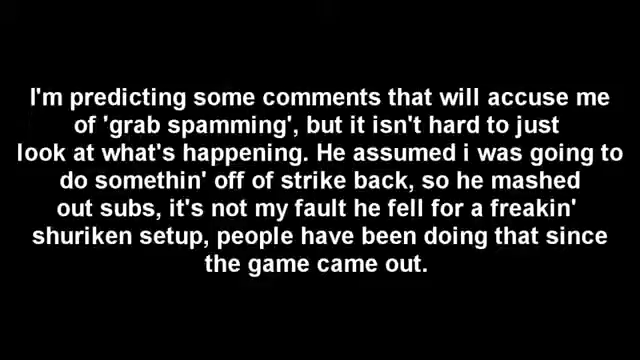 I'm predicting some comments that will accuse me
of 'grab spamming', but it isn't hard to just
look at what's happening. He assumed i was going to
do somethin' off of strike back, so he mashed
out subs, it's not my fault he fell for a freakin'
shuriken setup, people have been doing that since
the game came out.